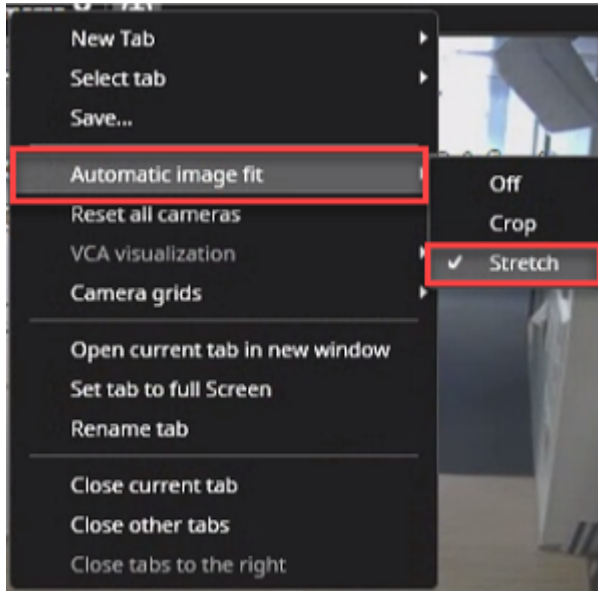 New Tab
Select tab
Save...
Automatic image fit
Off
Reset all cameras
Crop
VCA visualization
Stretch
Camera grids
Open current tab in new window
Set tab to full Screen
Rename tab
Close current tab
Close other tabs
Close tabs to the right